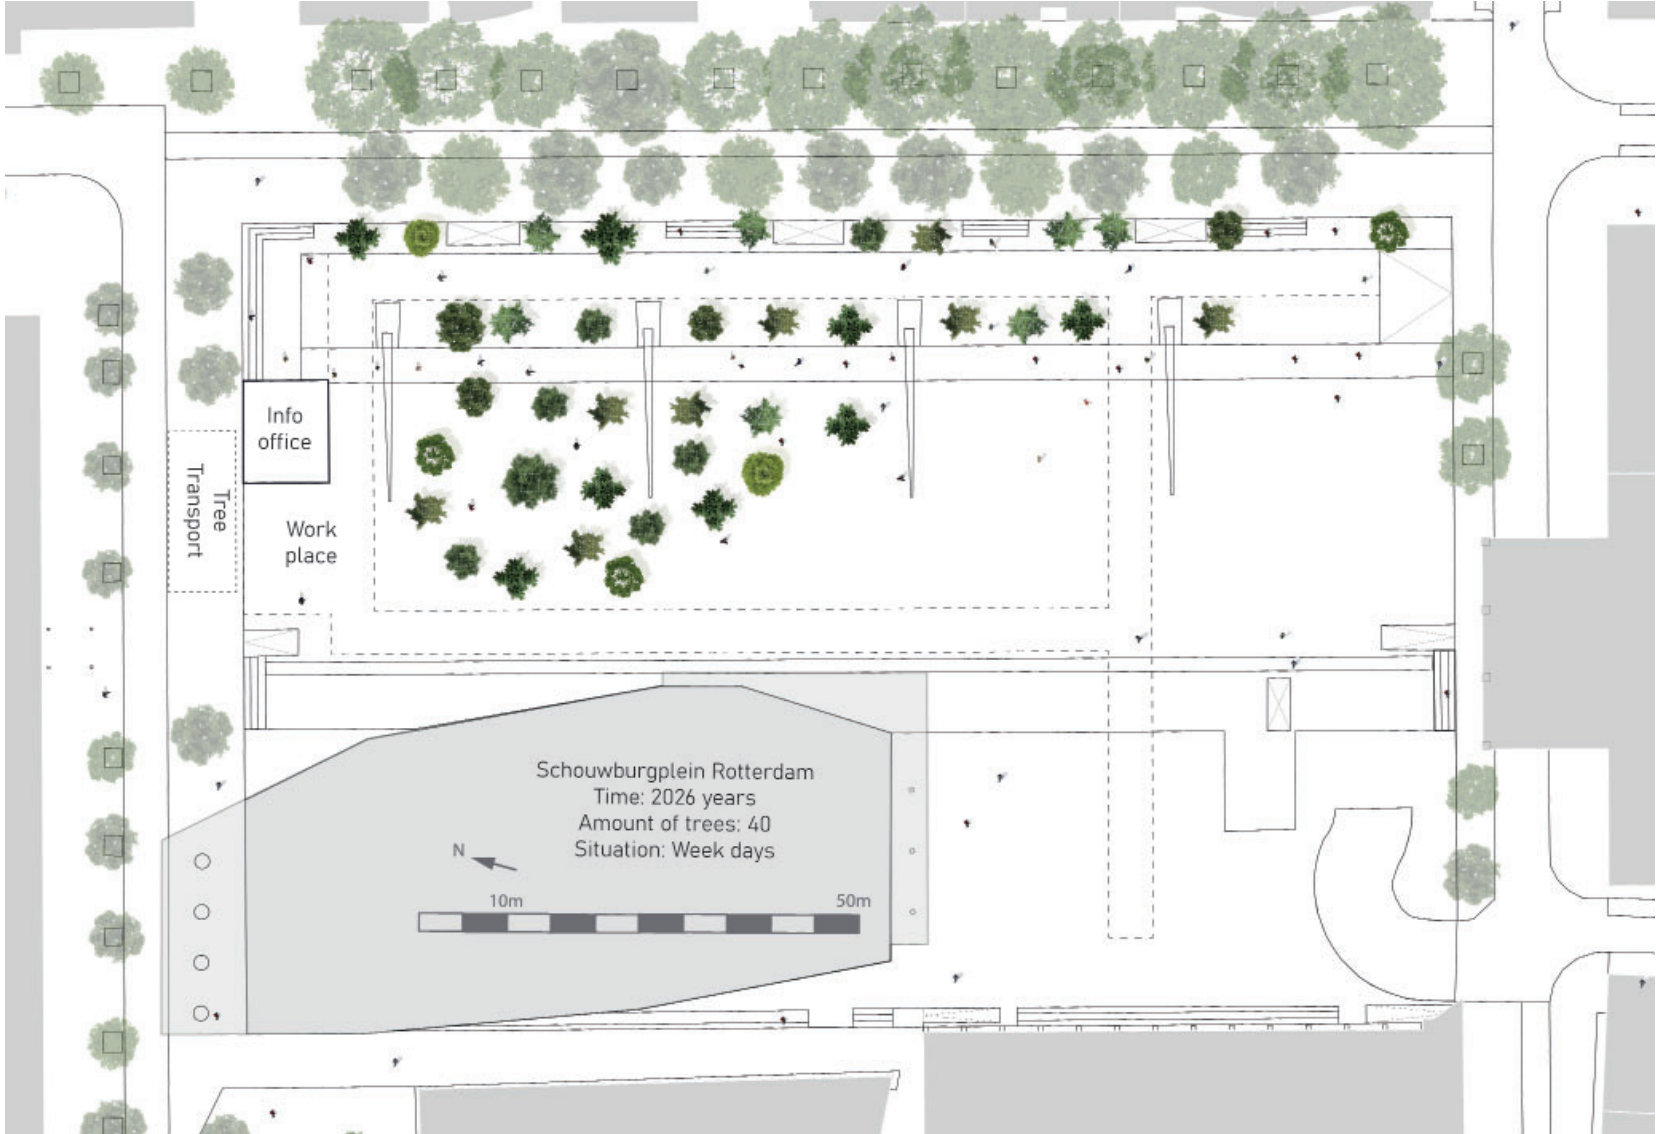 Info
office
Tree
Transport
Work
place
Schouwburgplein Rotterdam
Time: 2026 years
Amount of trees: 40
Situation: Week days
N
10m
50m